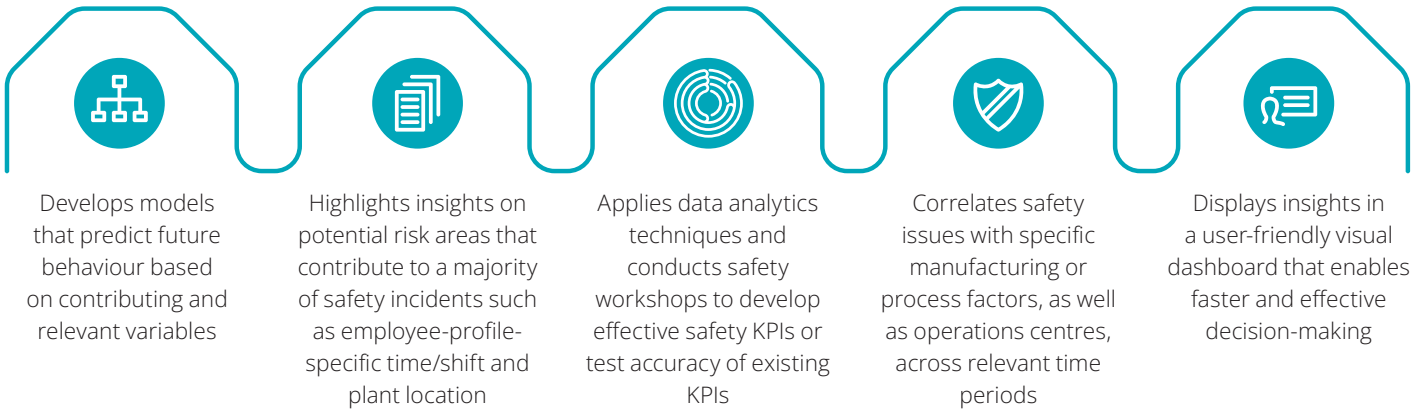 Develops models
that predict future
behaviour based
on contributing and
relevant variables
Highlights insights on
potential risk areas that
contribute to a majority
of safety incidents such
as employee-profile-
specific time/shift and
plant location
Applies data analytics
techniques and
conducts safety
workshops to develop
effective safety KPIs or
test accuracy of existing
KPIs
Correlates safety
issues with specific
manufacturing or
process factors, as well
as operations centres,
across relevant time
periods
Displays insights in
a user-friendly visual
dashboard that enables
faster and effective
decision-making